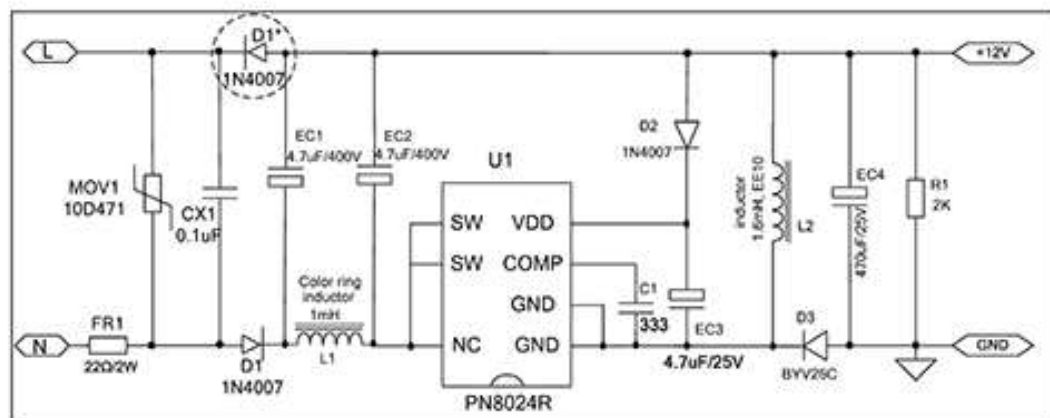 L
D1*
1N4007
+12V
EC1
4.7uF/400V
EC2
4.7uF/400V
D2
1N4007
U1
MOV1
10D471
CX1
0.1uF
SW
VDD
SW
COMP
GND
NC
GND
PN8024R
Color ring
inductor
1mH
L1
C1
333
EC3
4.7uF/25V
inductor
1.6mH, EE10
L2
EC4
470uF/25V
R1
2K
N
FR1
22Ω/2W
D1
1N4007
D3
BYV26C
GND